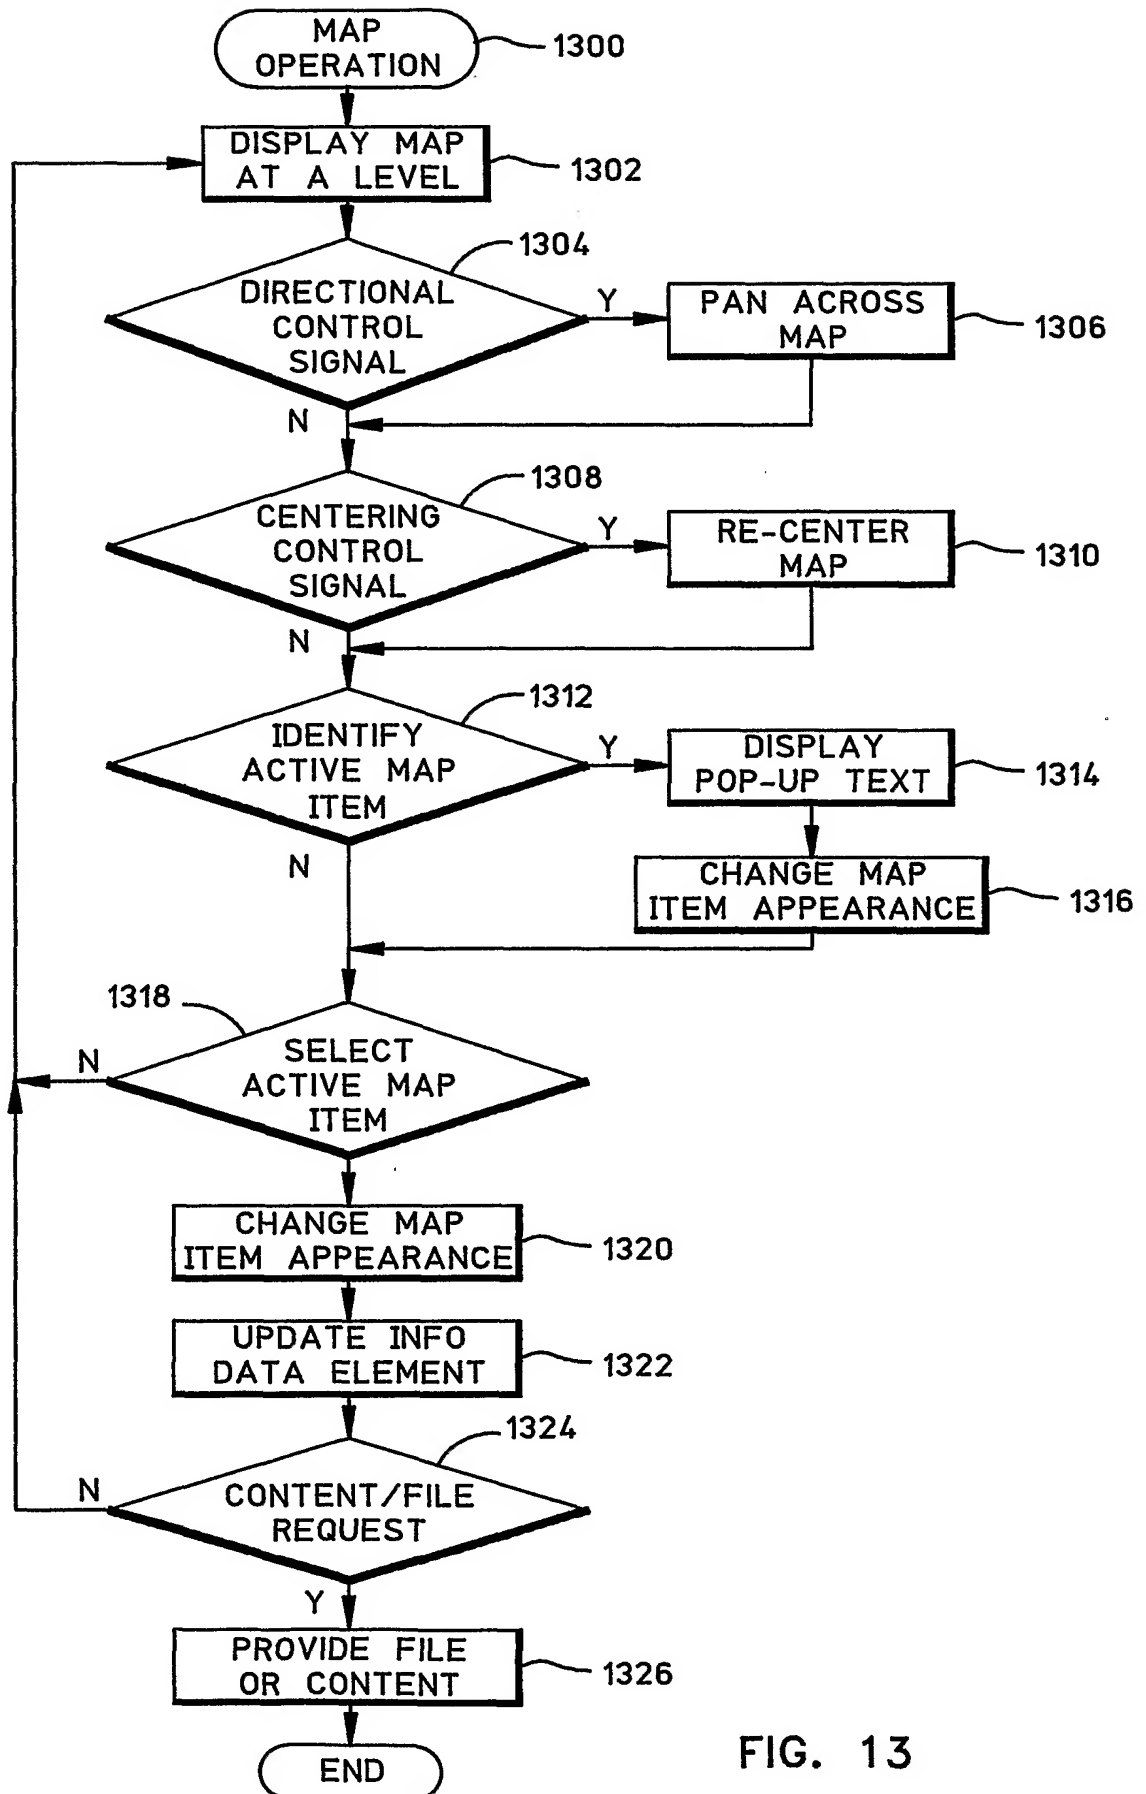 MAP
OPERATION
1300
DISPLAY MAP
AT A LEVEL
1302
1304
DIRECTIONAL
CONTROL
SIGNAL
Y
PAN ACROSS
MAP
1306
N
1308
CENTERING
CONTROL
SIGNAL
Y
RE-CENTER
MAP
1310
N
1312
IDENTIFY
ACTIVE MAP
ITEM
Y
DISPLAY
POP-UP TEXT
1314
N
CHANGE MAP
ITEM APPEARANCE
1316
1318
N
SELECT
ACTIVE MAP
ITEM
CHANGE MAP
ITEM APPEARANCE
1320
UPDATE INFO
DATA ELEMENT
1322
1324
N
CONTENT/FILE
REQUEST
Y
PROVIDE FILE
OR CONTENT
1326
END
FIG. 13